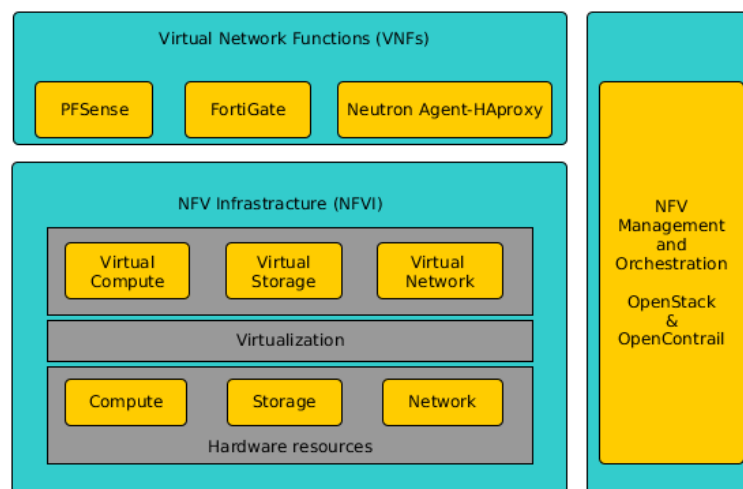 Virtual Network Functions (VNFs)
PFSense
FortiGate
Neutron Agent-HAproxy
NFV Infrastracture (NFVI)
Virtual
Compute
Virtual
Storage
Virtual
Network
Virtualization
Compute
Storage
Network
Hardware resources
NFV
Management
and
Orchestration
OpenStack
&
OpenContrail